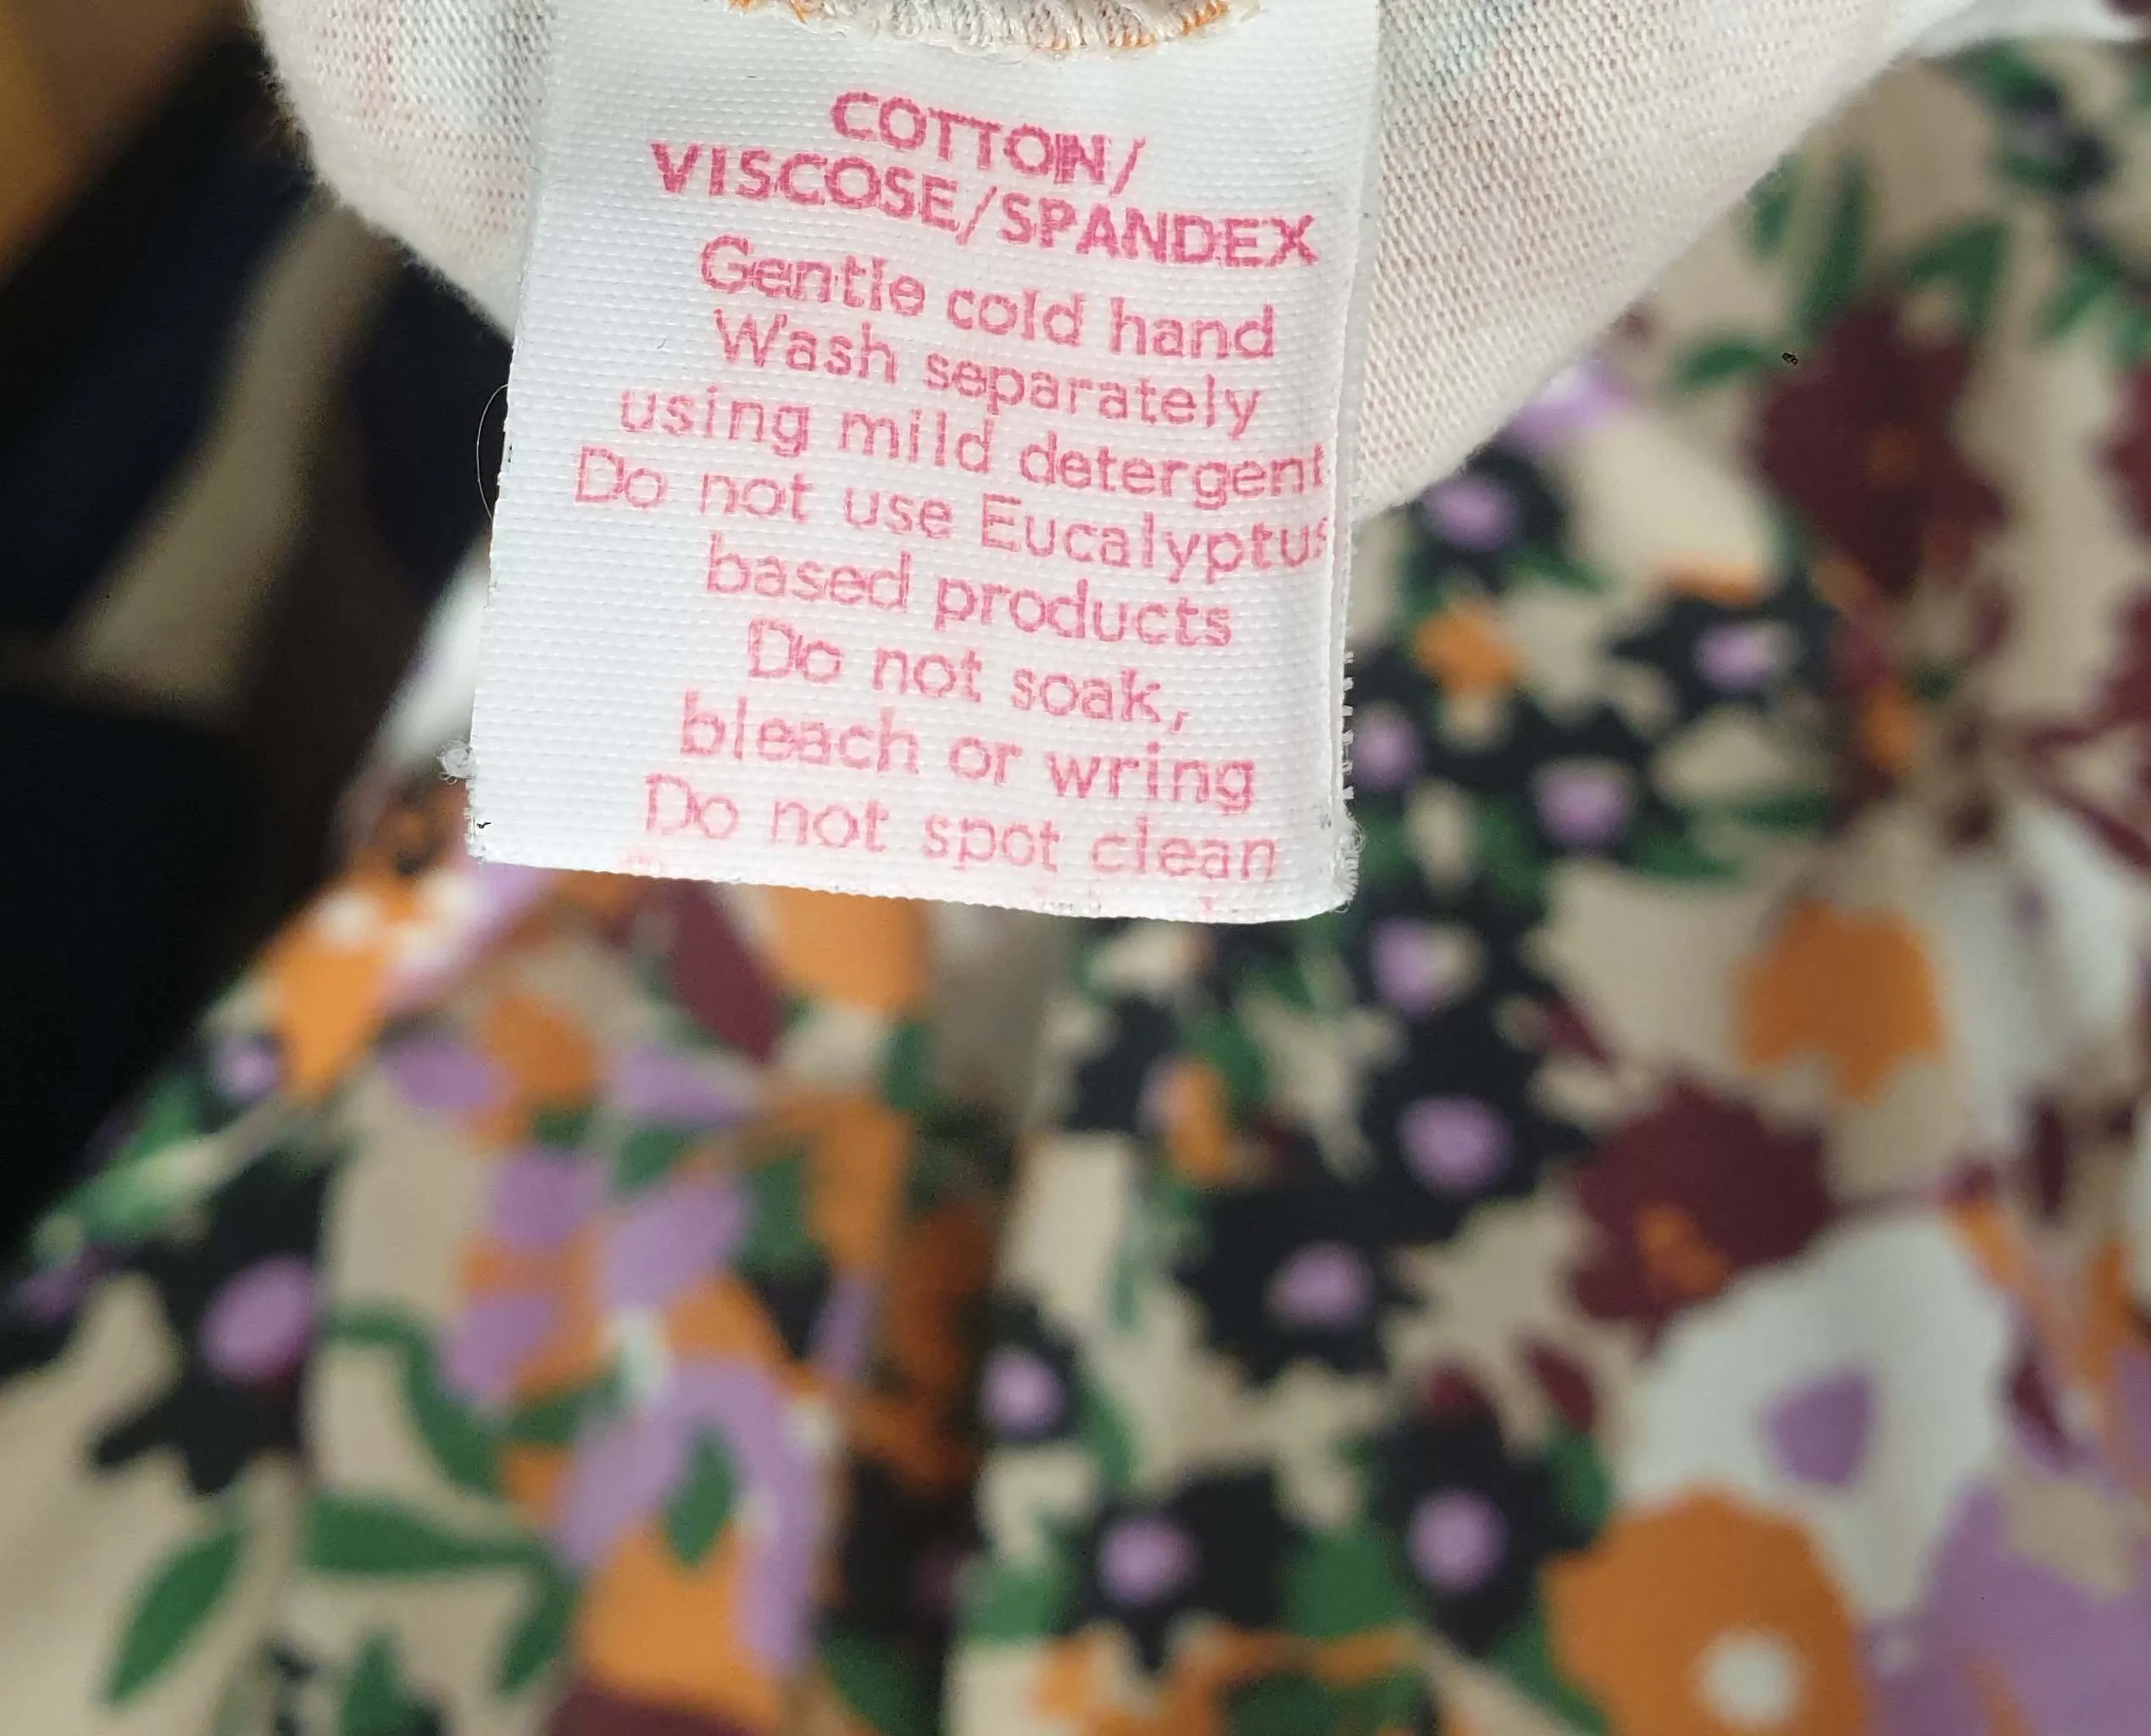 COTTON/
VISCOSE/SPANDEX
Gentle cold hand
Wash separately
using mild detergent
Do not use Eucalyptus
based products
Do not soak,
bleach or wring
Do not spot clean